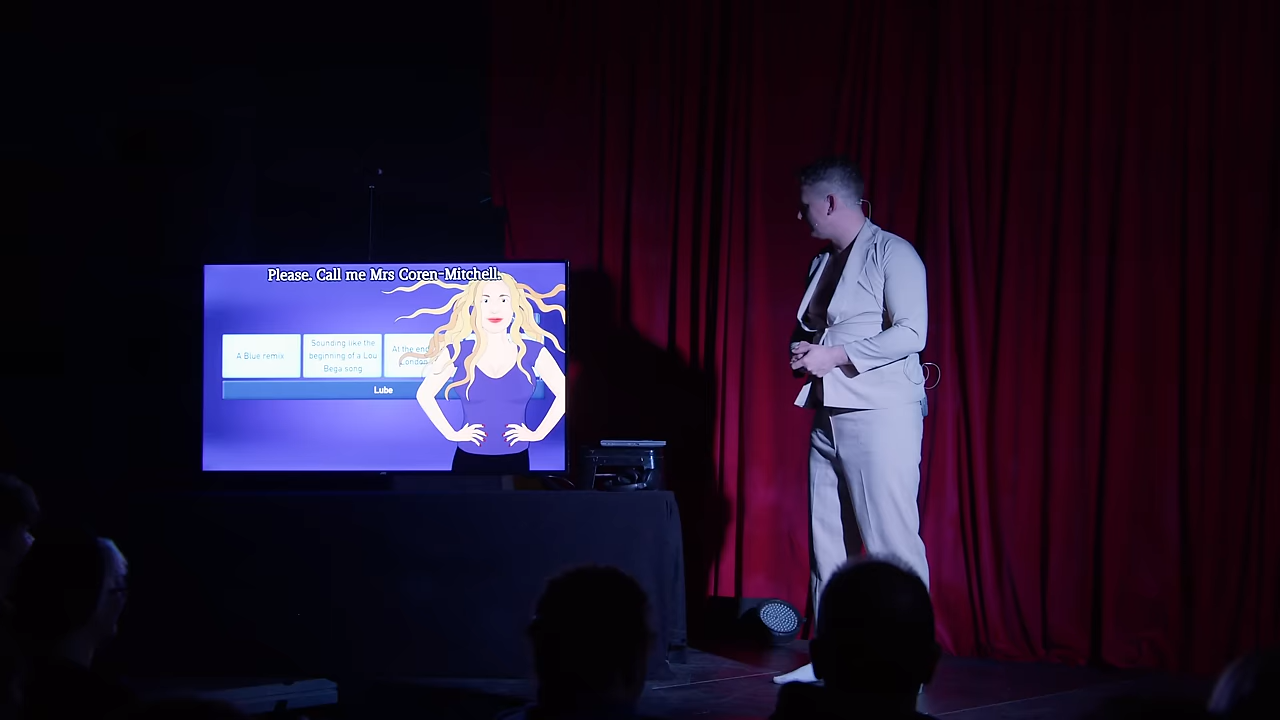 Please. Call me Mrs Coren-Mitchell.
A Blue remix
Sounding like the
beginning of a Lou
Bega song
At the end
London
Lube